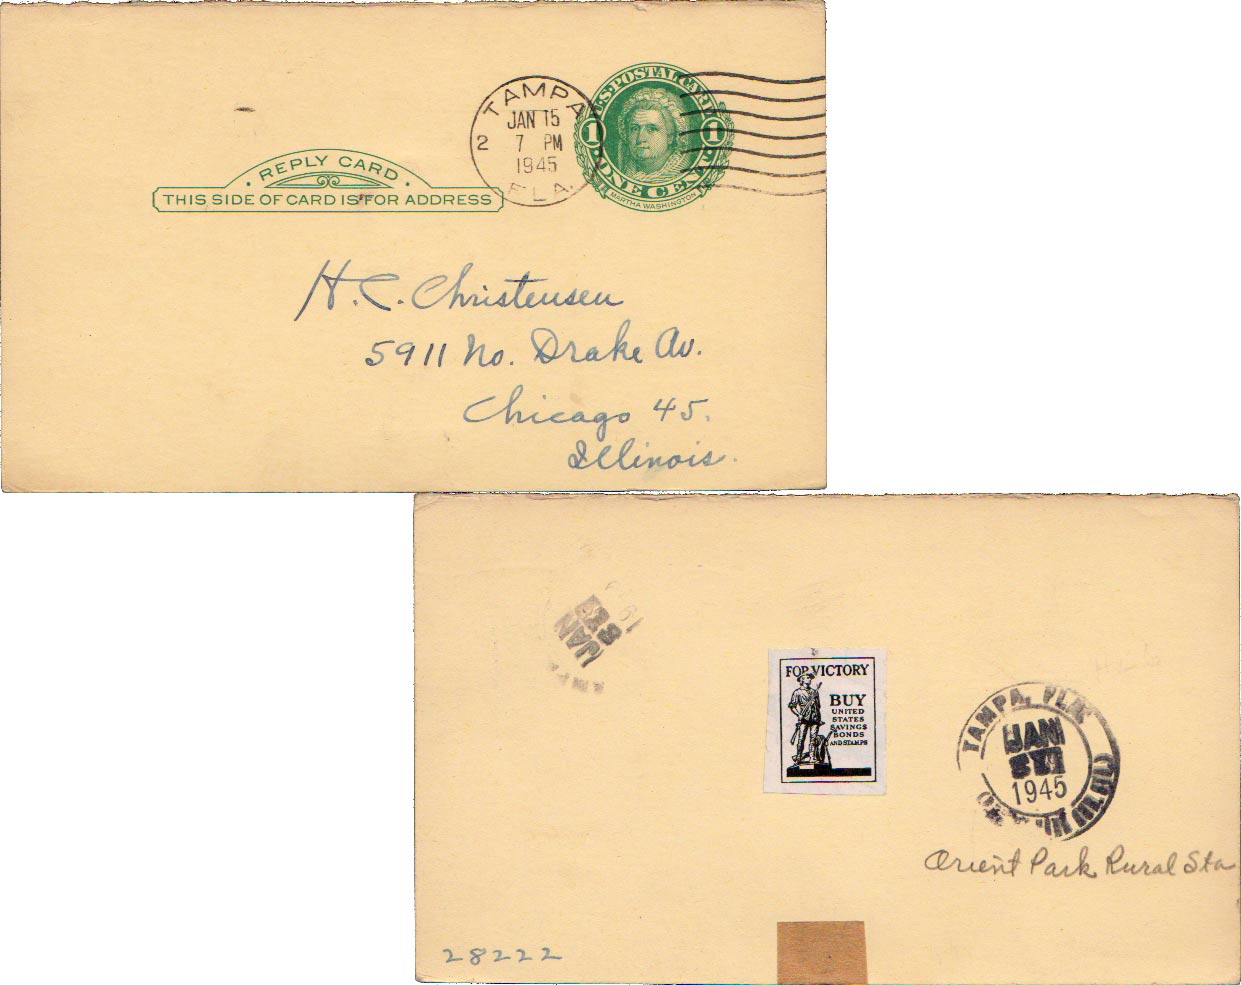 U.S. POSTAL CARD
1 1
ONE CENT
MARTHA WASHINGTON
TAMPA
JAN 15
7 PM
1945
FLA.
2
REPLY CARD
THIS SIDE OF CARD IS FOR ADDRESS
H. C. Christensen
5911 No. Drake Av.
Chicago 45.
Illinois.
JAN
FOR VICTORY
BUY
UNITED
STATES
SAVINGS
BONDS
AND STAMPS
TAMPA, FLA.
JAN
1945
Orient Park Rural Sta
28222